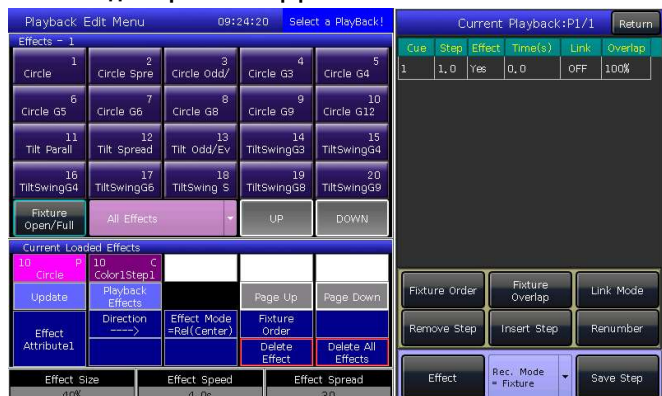 Playback Edit Menu 09:24:20 Select a PlayBack!
Effects - 1
1 Circle
2 Circle Spre
3 Circle Odd/
4 Circle G3
5 Circle G4
6 Circle G5
7 Circle G6
8 Circle G8
9 Circle G9
10 Circle G12
11 Tilt Parall
12 Tilt Spread
13 Tilt Odd/Ev
14 TiltSwingG3
15 TiltSwingG4
16 TiltSwingG4
17 TiltSwingG6
18 TiltSwing S
19 TiltSwingG8
20 TiltSwingG9
Fixture Open/Full
All Effects
UP
DOWN
Current Loaded Effects
10 P Circle
10 C Color1Step1
Update
Playback Effects
Page Up
Page Down
Effect Attribute1
Direction ---->
Effect Mode =Rel(Center)
Fixture Order
Delete Effect
Delete All Effects
Effect Size
Effect Speed
Effect Spread
40%
4.0s
30
Current Playback:P1/1 Return
Cue Step Effect Time(s) Link Overlap
1 1.0 Yes 0.0 OFF 100%
Fixture Order
Fixture Overlap
Link Mode
Remove Step
Insert Step
Renumber
Effect
Rec. Mode = Fixture
Save Step